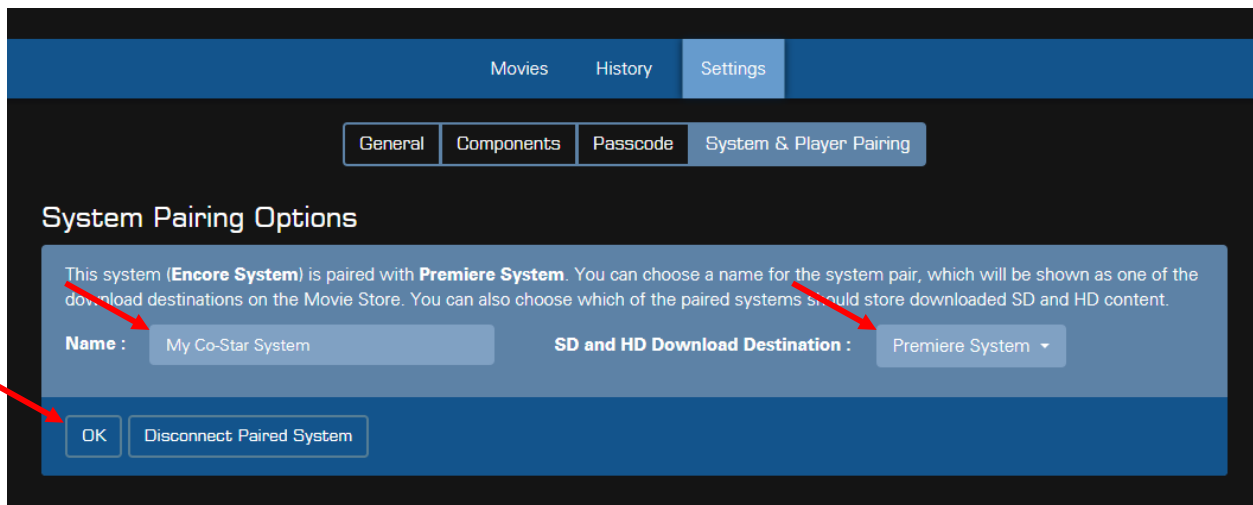 Movies History Settings
General Components Passcode System & Player Pairing
System Pairing Options
This system (Encore System) is paired with Premiere System. You can choose a name for the system pair, which will be shown as one of the
download destinations on the Movie Store. You can also choose which of the paired systems should store downloaded SD and HD content.
Name : My Co-Star System SD and HD Download Destination : Premiere System
OK Disconnect Paired System